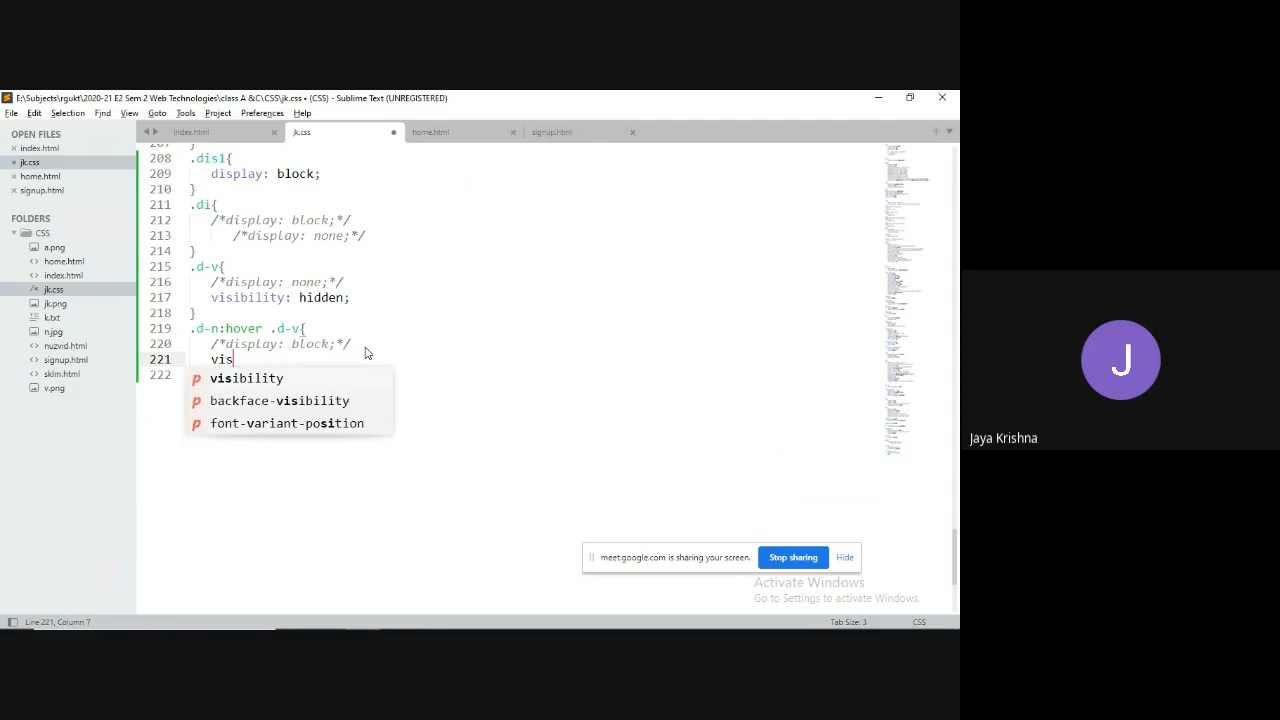 E:\Subjects\rgukt\2020-21 E2 Sem 2 Web Technologies\class A &C\CSS\jk.css • (CSS) - Sublime Text (UNREGISTERED)
File Edit Selection Find View Goto Tools Project Preferences Help
OPEN FILES
index.html
jk.css
home.html
signup.html
FOLDERS
CSS
a.png
home.html
index.html
jk.css
jk.png
k.txt
n.jpg
nuzvid.html
signup.html
sklm.html
v.png
index.html jk.css home.html signup.html
207 }
208 .dis1{
209 display: block;
210 }
211 .di{
212 /*display: block;*/
213 /*display: none;*/
214 }
215 .d-v{
216 /*display: none;*/
217 visibility: hidden;
218 }
219 .d-n:hover .d-v{
220 /*display: block;*/
221 vis
222
meet.google.com is sharing your screen. Stop sharing Hide
Activate Windows
Go to Settings to activate Windows.
Line 221, Column 7 Tab Size: 3 CSS
J
Jaya Krishna